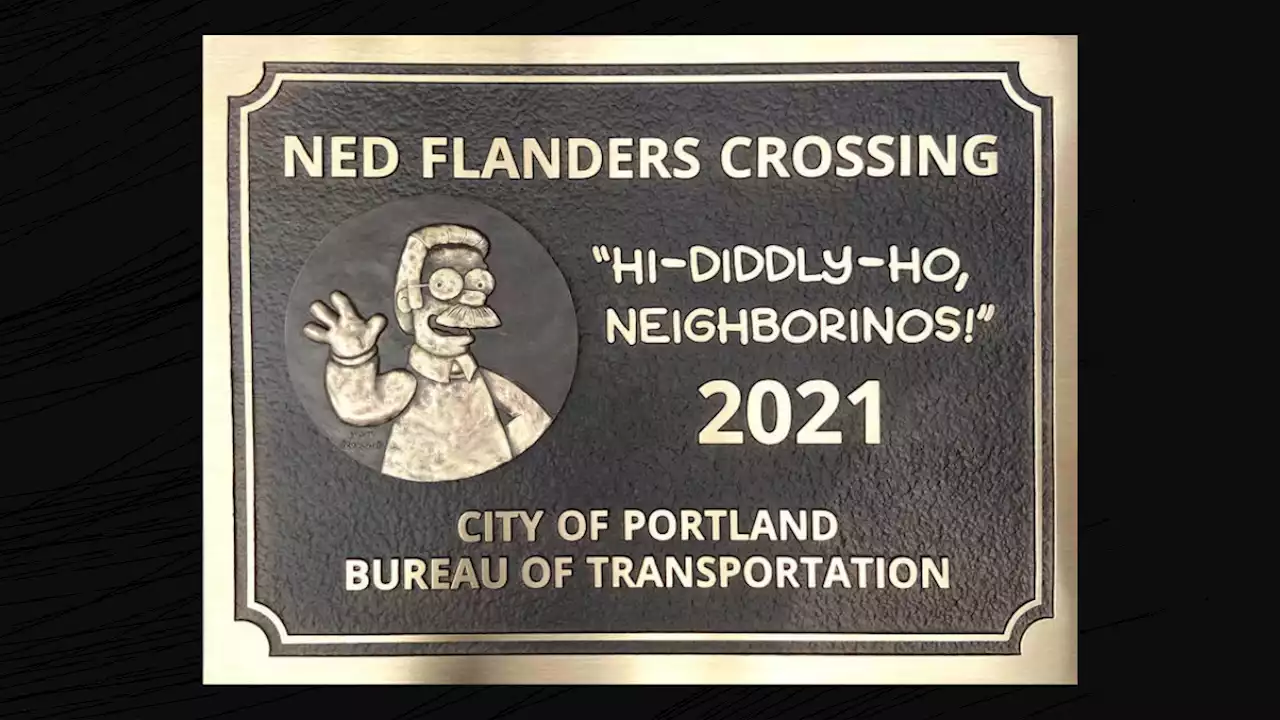 NED FLANDERS CROSSING
“HI-DIDDLY-HO,
NEIGHBORINOS!”
2021
CITY OF PORTLAND
BUREAU OF TRANSPORTATION